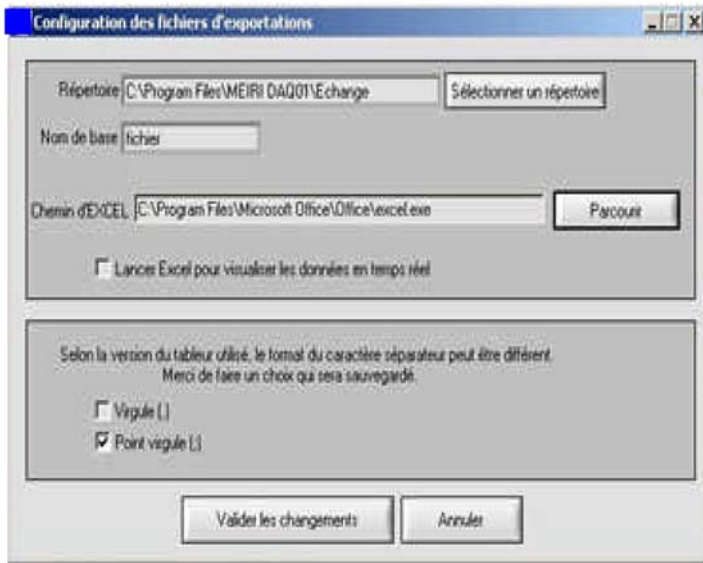 Configuration des fichiers d'exportations
Répertoire C:\Program Files\MEIRI DAQ01\Echange Sélectionner un répertoire
Nom de base fichier
Chemin d'EXCEL C:\Program Files\Microsoft Office\Office\excel.exe Parcourir
Lancer Excel pour visualiser les données en temps réel
Selon la version du tableur utilisé, le format du caractère séparateur peut être différent.
Merci de faire un choix qui sera sauvegardé.
Virgule (,)
Point virgule (;)
Valider les changements Annuler